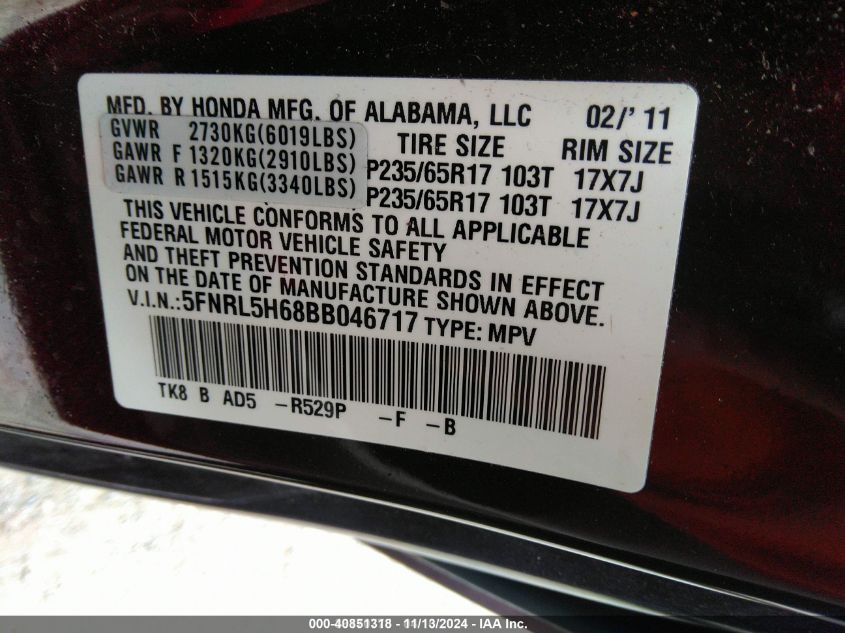 MFD. BY HONDA MFG. OF ALABAMA, LLC 02/' 11
GVWR 2730KG(6019LBS) TIRE SIZE RIM SIZE
GAWR F 1320KG(2910LBS) P235/65R17 103T 17X7J
GAWR R 1515KG(3340LBS) P235/65R17 103T 17X7J
THIS VEHICLE CONFORMS TO ALL APPLICABLE
FEDERAL MOTOR VEHICLE SAFETY
AND THEFT PREVENTION STANDARDS IN EFFECT
ON THE DATE OF MANUFACTURE SHOWN ABOVE.
V.I.N.:5FNRL5H68BB046717 TYPE: MPV
TK8 B AD5 -R529P -F -B
000-40851318 - 11/13/2024 - IAA Inc.